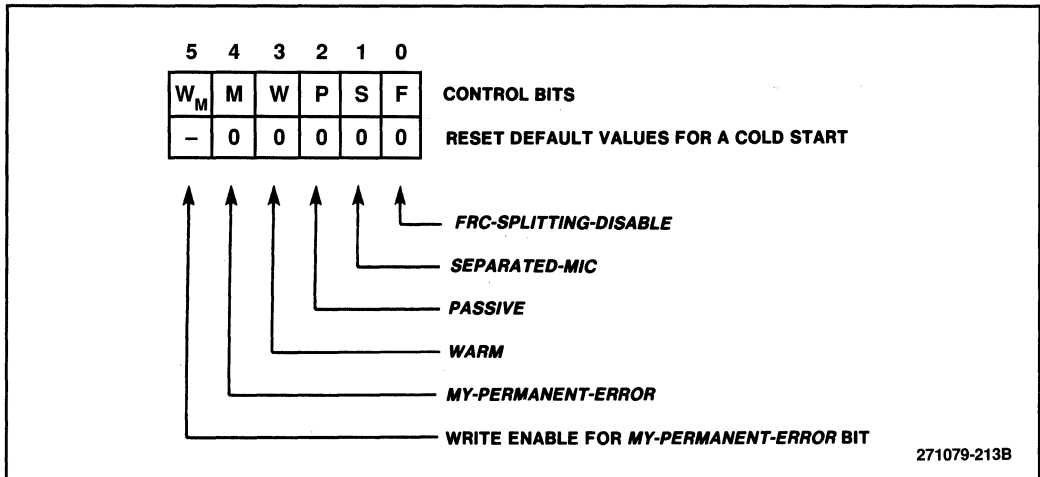 5 4 3 2 1 0
W_M M W P S F CONTROL BITS
– 0 0 0 0 0 RESET DEFAULT VALUES FOR A COLD START
FRC-SPLITTING-DISABLE
SEPARATED-MIC
PASSIVE
WARM
MY-PERMANENT-ERROR
WRITE ENABLE FOR MY-PERMANENT-ERROR BIT
271079-213B